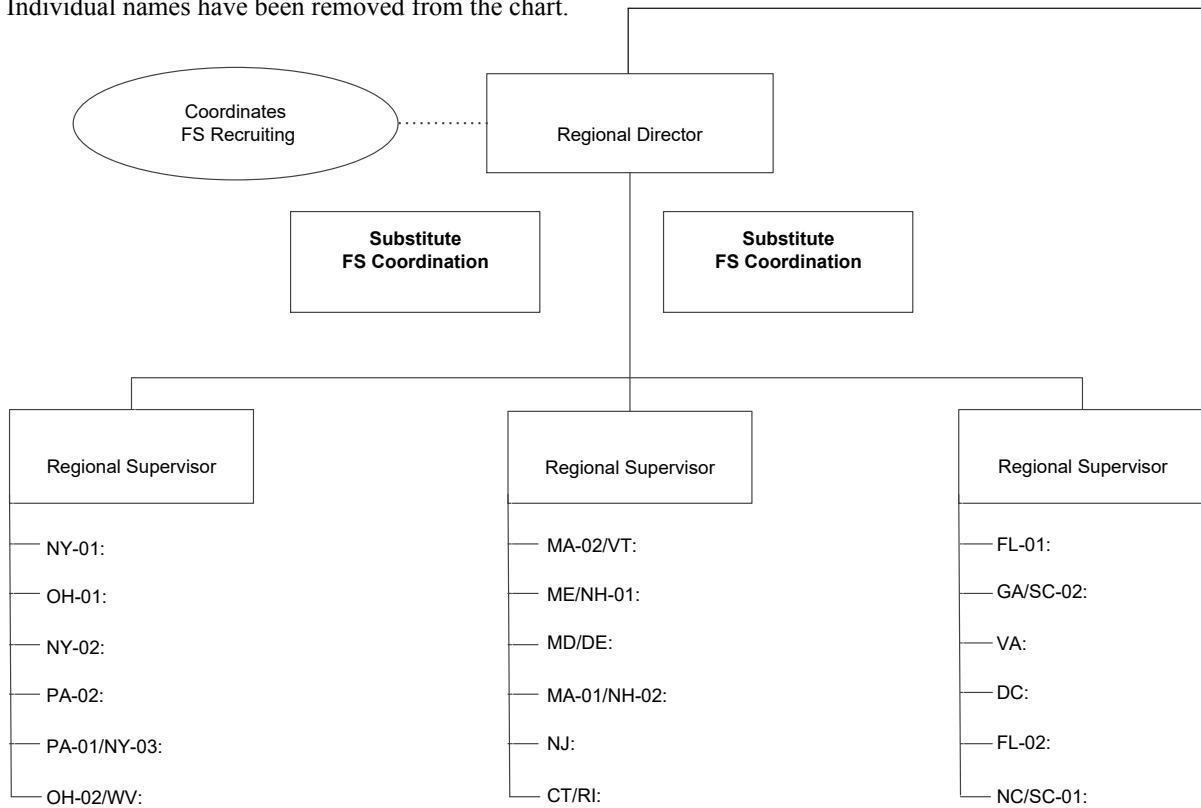 Individual names have been removed from the chart.
Coordinates
FS Recruiting
Regional Director
Substitute
FS Coordination
Substitute
FS Coordination
Regional Supervisor
NY-01:
OH-01:
NY-02:
PA-02:
PA-01/NY-03:
OH-02/WV:
Regional Supervisor
MA-02/VT:
ME/NH-01:
MD/DE:
MA-01/NH-02:
NJ:
CT/RI:
Regional Supervisor
FL-01:
GA/SC-02:
VA:
DC:
FL-02:
NC/SC-01: